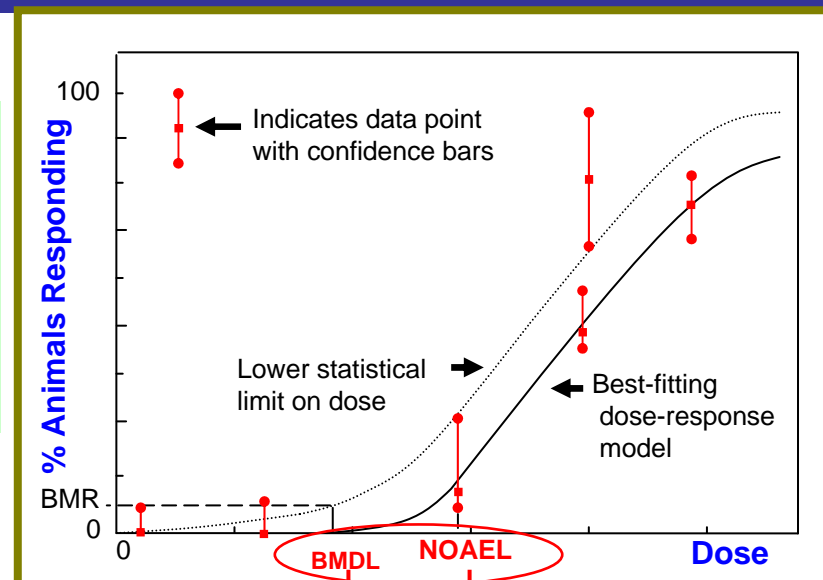 100
Indicates data point
with confidence bars
% Animals Responding
Lower statistical
limit on dose
Best-fitting
dose-response
model
BMR
0
0
BMDL
NOAEL
Dose